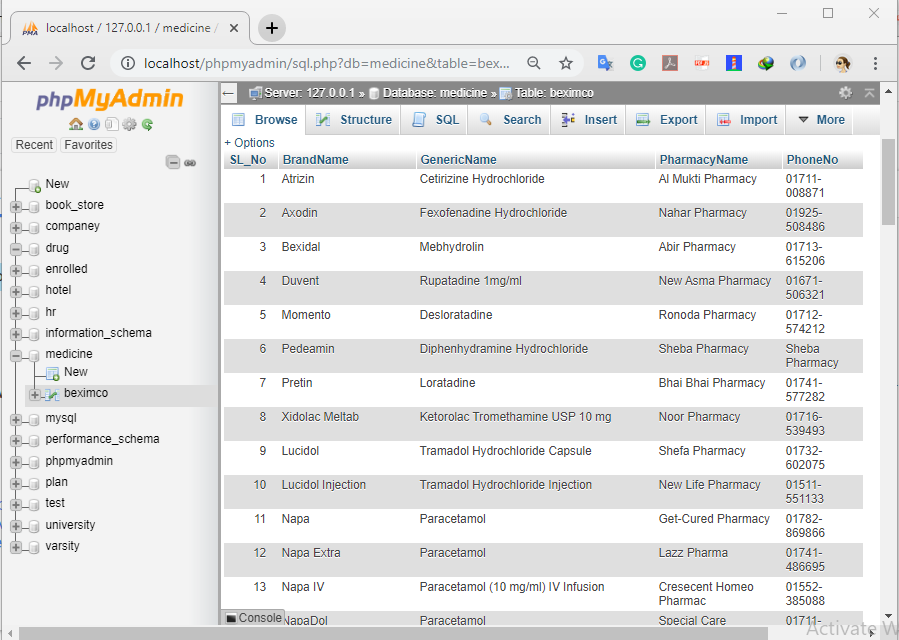 localhost / 127.0.0.1 / medicine /
localhost/phpmyadmin/sql.php?db=medicine&table=bex...
phpMyAdmin
Recent Favorites
New
book_store
companey
drug
enrolled
hotel
hr
information_schema
medicine
New
beximco
mysql
performance_schema
phpmyadmin
plan
test
university
varsity
Server: 127.0.0.1 » Database: medicine » Table: beximco
Browse Structure SQL Search Insert Export Import More
+ Options
SL_No BrandName GenericName PharmacyName PhoneNo
1 Atrizin Cetirizine Hydrochloride Al Mukti Pharmacy 01711-
008871
2 Axodin Fexofenadine Hydrochloride Nahar Pharmacy 01925-
508486
3 Bexidal Mebhydrolin Abir Pharmacy 01713-
615206
4 Duvent Rupatadine 1mg/ml New Asma Pharmacy 01671-
506321
5 Momento Desloratadine Ronoda Pharmacy 01712-
574212
6 Pedeamin Diphenhydramine Hydrochloride Sheba Pharmacy Sheba
Pharmacy
7 Pretin Loratadine Bhai Bhai Pharmacy 01741-
577282
8 Xidolac Meltab Ketorolac Tromethamine USP 10 mg Noor Pharmacy 01716-
539493
9 Lucidol Tramadol Hydrochloride Capsule Shefa Pharmacy 01732-
602075
10 Lucidol Injection Tramadol Hydrochloride Injection New Life Pharmacy 01511-
551133
11 Napa Paracetamol Get-Cured Pharmacy 01782-
869866
12 Napa Extra Paracetamol Lazz Pharma 01741-
486695
13 Napa IV Paracetamol (10 mg/ml) IV Infusion Cresecent Homeo 01552-
Pharmac 385088
Console NapaDol Paracetamol Special Care 01711-
Activate W